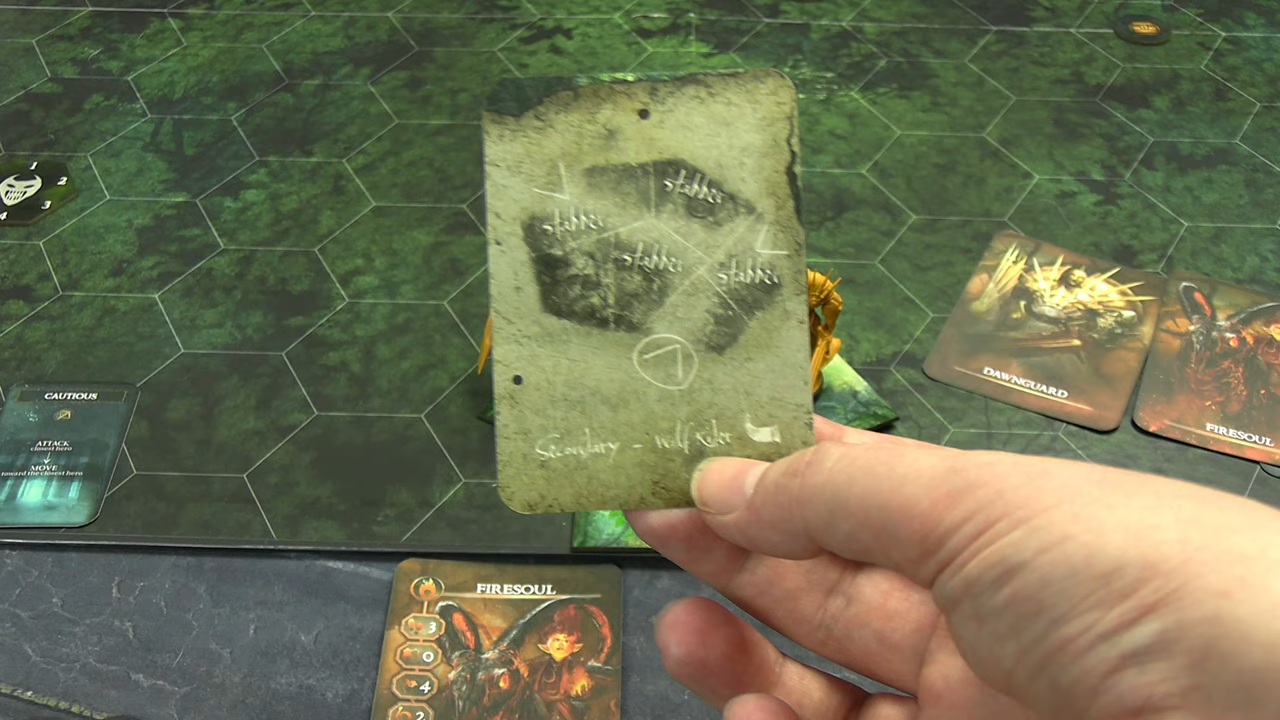 1
2
3
4
stabber
stabber
stabber
stabber
Secondary - wolf rider
CAUTIOUS
ATTACK
closest hero
MOVE
toward the closest hero
DAWNGUARD
FIRESOUL
FIRESOUL
3
0
4
2